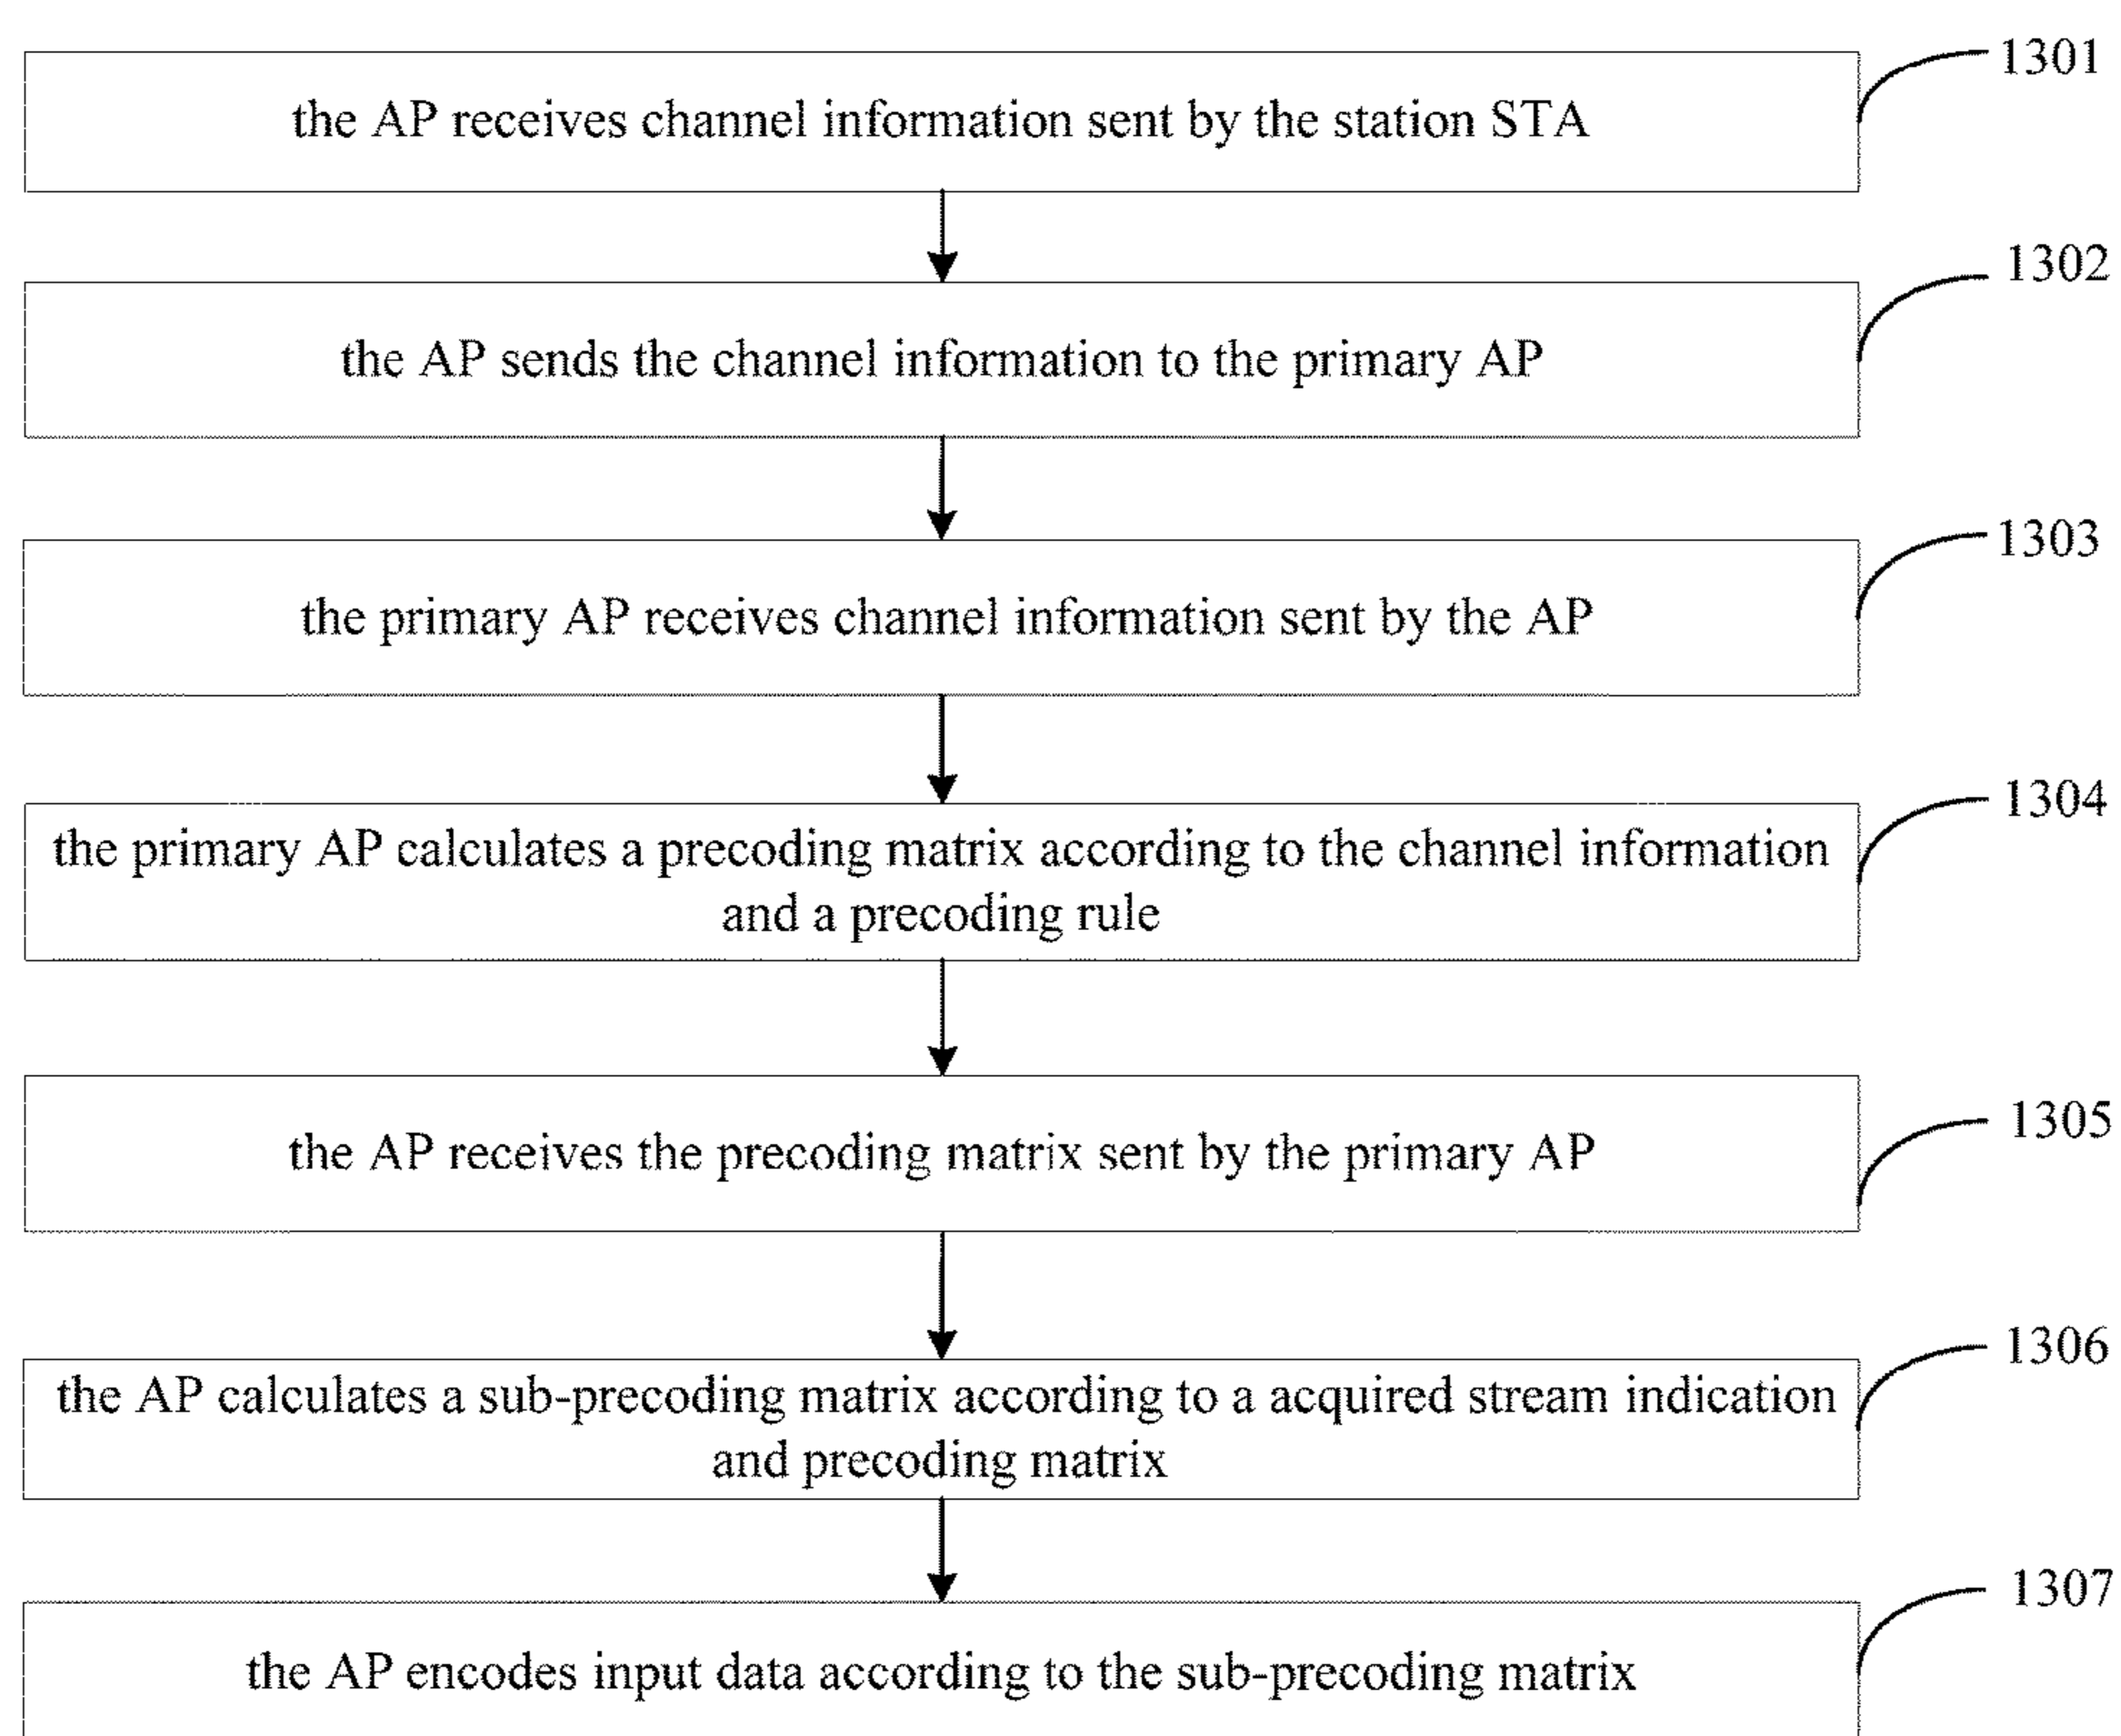 1301
the AP receives channel information sent by the station STA
1302
the AP sends the channel information to the primary AP
1303
the primary AP receives channel information sent by the AP
1304
the primary AP calculates a precoding matrix according to the channel information
and a precoding rule
1305
the AP receives the precoding matrix sent by the primary AP
1306
the AP calculates a sub-precoding matrix according to a acquired stream indication
and precoding matrix
1307
the AP encodes input data according to the sub-precoding matrix